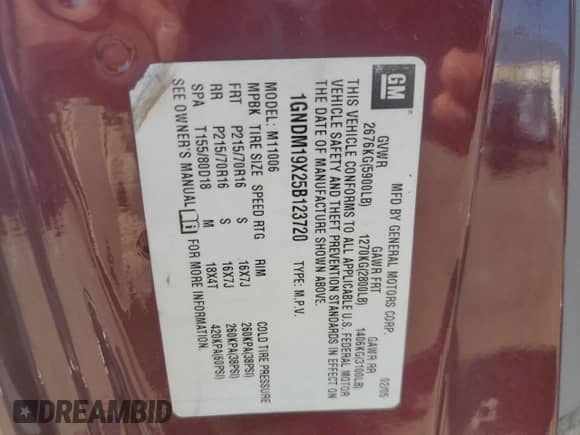 GM
MFD BY GENERAL MOTORS CORP 02/05
GVWR GAWR FRT GAWR RR
2676KG(5900LB) 1270KG(2800LB) 1406KG(3100LB)
THIS VEHICLE CONFORMS TO ALL APPLICABLE U.S. FEDERAL MOTOR
VEHICLE SAFETY AND THEFT PREVENTION STANDARDS IN EFFECT ON
THE DATE OF MANUFACTURE SHOWN ABOVE.
1GNDM19X25B123720 TYPE: M.P.V.
MODEL: M11006
MPBK TIRE SIZE SPEED RTG RIM COLD TIRE PRESSURE
FRT P215/70R16 S 16X7J 260KPA(38PSI)
RR P215/70R16 S 16X7J 260KPA(38PSI)
SPA T155/80D18 M 18X4T 420KPA(60PSI)
SEE OWNER'S MANUAL FOR MORE INFORMATION.
DREAMBID